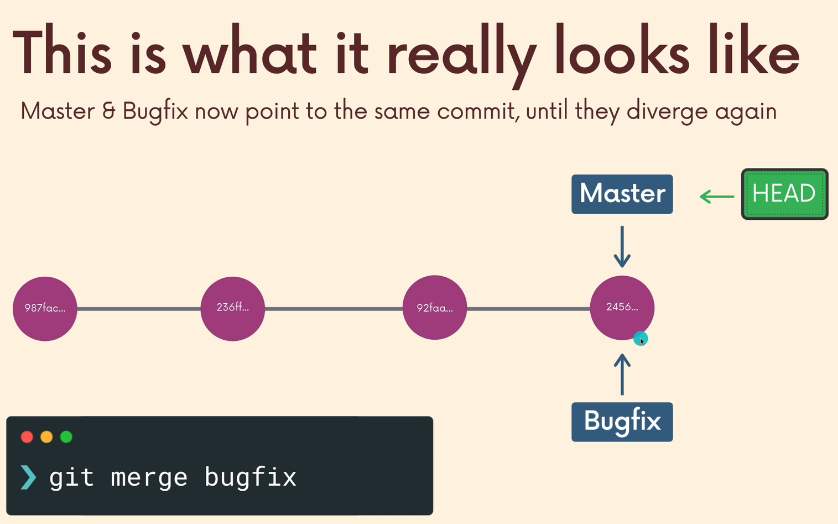 This is what it really looks like
Master & Bugfix now point to the same commit, until they diverge again
Master
HEAD
987fac...
236ff...
92faa...
2456...
Bugfix
❯ git merge bugfix